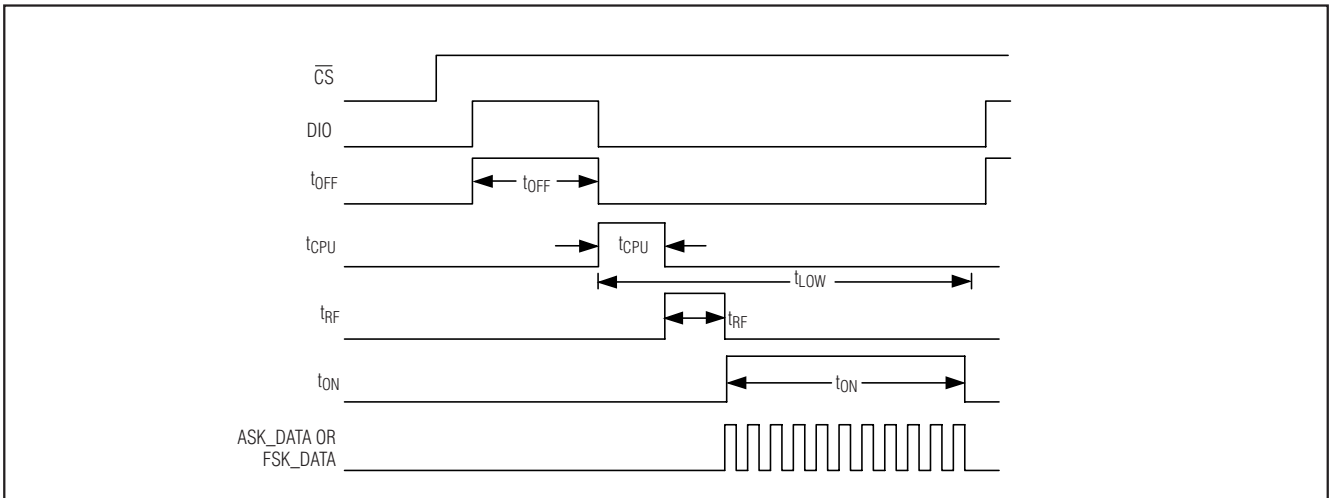 CS
DIO
tOFF
tOFF
tCPU
tCPU
tLOW
tRF
tRF
tON
tON
ASK_DATA OR
FSK_DATA